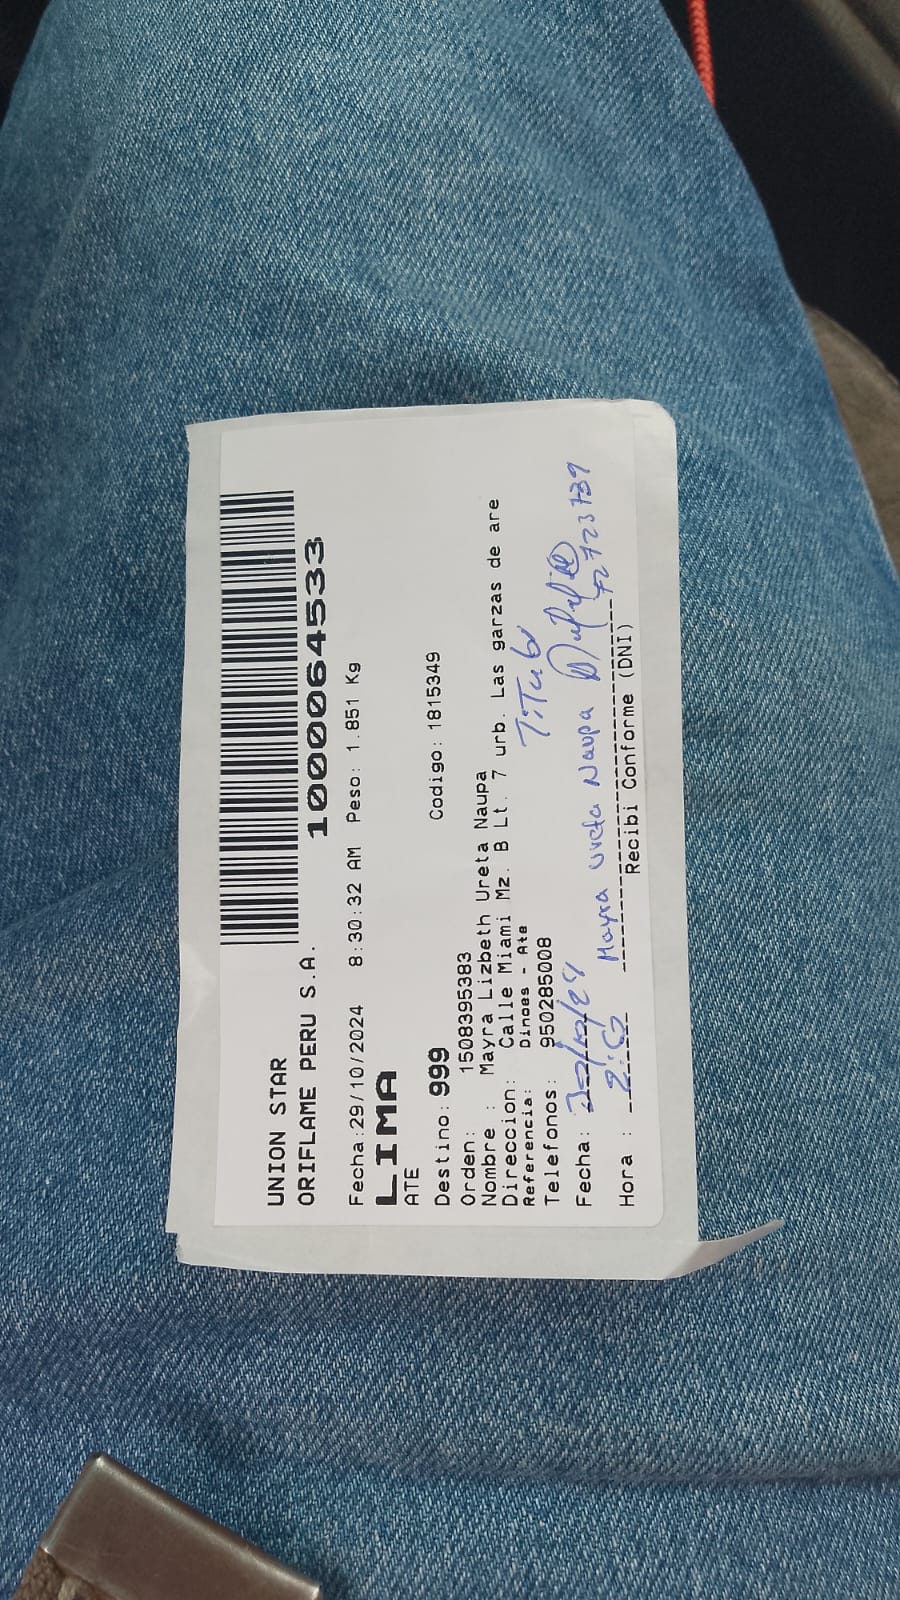 UNION STAR
ORIFLAME PERU S.A.
1000064533
Fecha:29/10/2024 8:30:32 AM Peso: 1.851 Kg
LIMA
ATE
Destino: 999 Codigo: 1815349
Orden: 1508395383
Nombre : Mayra Lizbeth Ureta Naupa
Direccion: Calle Miami Mz. B Lt. 7 urb. Las garzas de are
Referencia: Dinoes - Ate
Telefonos: 950285008
Fecha:
Hora : Mayra Ureta Naupa
Recibi Conforme (DNI)